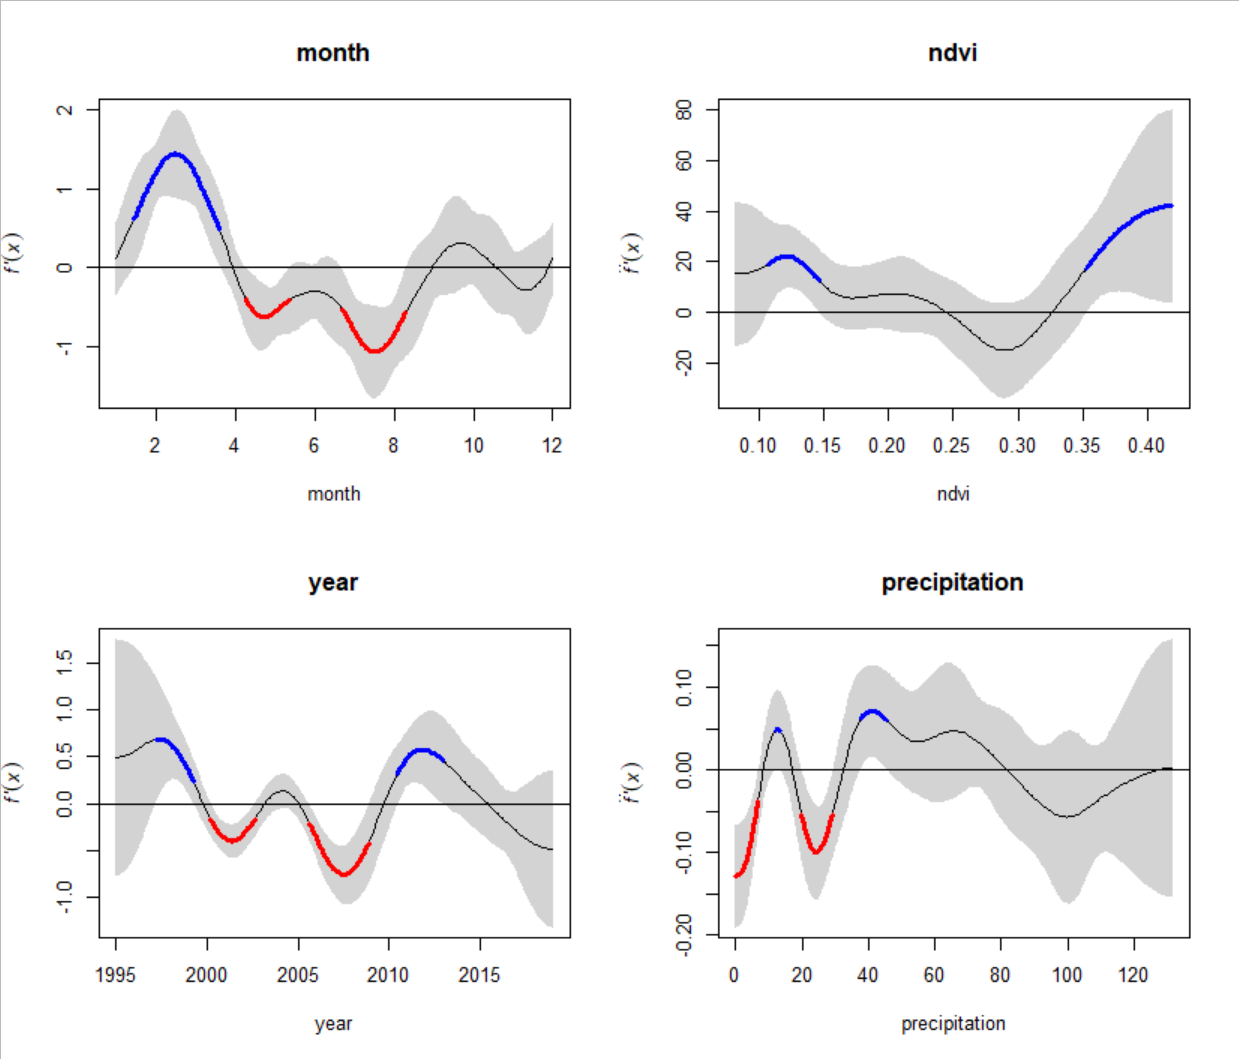 month
2
1
0
-1
f'(x)
2 4 6 8 10 12
month
ndvi
80
60
40
20
0
-20
f'(x)
0.10 0.15 0.20 0.25 0.30 0.35 0.40
ndvi
year
1.5
1.0
0.5
0.0
-1.0
f'(x)
1995 2000 2005 2010 2015
year
precipitation
0.10
0.00
-0.10
-0.20
f'(x)
0 20 40 60 80 100 120
precipitation